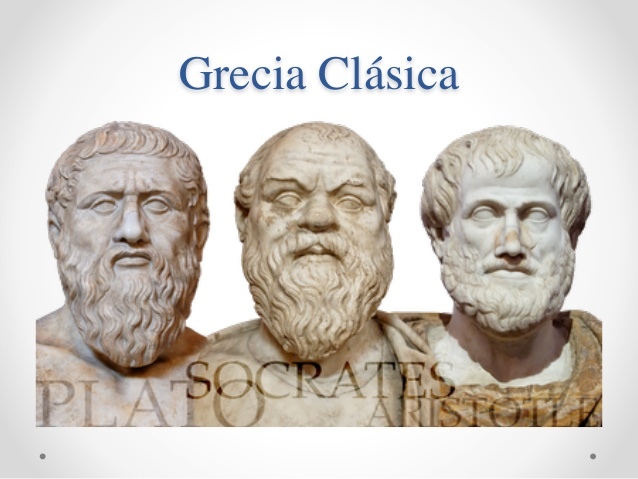 Grecia Clásica
SOCRATES
PLATO
ARISTOTLE